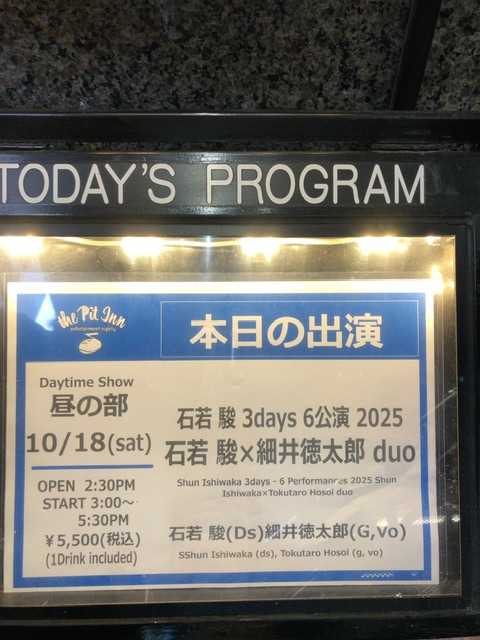 TODAY'S PROGRAM
the Pit Inn
本日の出演
Daytime Show
昼の部
10/18(sat)
OPEN 2:30PM
START 3:00～
5:30PM
￥5,500(税込)
(1Drink included)
石若 駿 3days 6公演 2025
石若 駿×細井徳太郎 duo
Shun Ishiwaka 3days - 6 Performances 2025 Shun
Ishiwaka×Tokutaro Hosoi duo
石若 駿(Ds)細井徳太郎(G,vo)
SShun Ishiwaka (ds), Tokutaro Hosoi (g, vo)